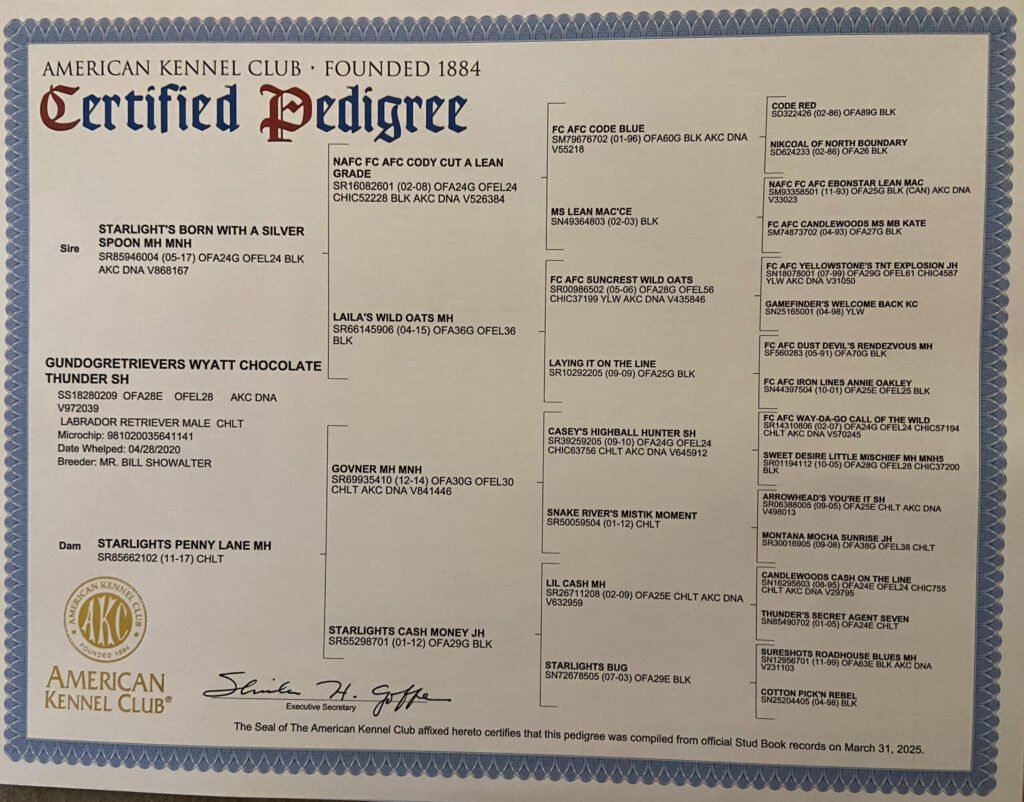 AMERICAN KENNEL CLUB · FOUNDED 1884
Certified Pedigree
Sire
STARLIGHT'S BORN WITH A SILVER
SPOON MH MNH
SR85946004 (05-17) OFA24G OFEL24 BLK
AKC DNA V868167
GUNDOGRETRIEVERS WYATT CHOCOLATE
THUNDER SH
SS18280209 OFA28E OFEL28 AKC DNA
V972039
LABRADOR RETRIEVER MALE CHLT
Microchip: 981020035641141
Date Whelped: 04/28/2020
Breeder: MR. BILL SHOWALTER
Dam
STARLIGHTS PENNY LANE MH
SR85662102 (11-17) CHLT
NAFC FC AFC CODY CUT A LEAN
GRADE
SR16082601 (02-08) OFA24G OFEL24
CHIC52228 BLK AKC DNA V526384
LAILA'S WILD OATS MH
SR66145906 (04-15) OFA36G OFEL36
BLK
GOVNER MH MNH
SR69935410 (12-14) OFA30G OFEL30
CHLT AKC DNA V841446
STARLIGHTS CASH MONEY JH
SR55298701 (01-12) OFA29G BLK
FC AFC CODE BLUE
SM79676702 (01-96) OFA60G BLK AKC DNA
V55218
MS LEAN MAC'CE
SN49364803 (02-03) BLK
FC AFC SUNCREST WILD OATS
SR00986502 (05-06) OFA28G OFEL56
CHIC37199 YLW AKC DNA V435846
LAYING IT ON THE LINE
SR10292205 (09-09) OFA25G BLK
CASEY'S HIGHBALL HUNTER SH
SR39259205 (09-10) OFA24G OFEL24
CHIC63756 CHLT AKC DNA V645912
SNAKE RIVER'S MISTIK MOMENT
SR50059504 (01-12) CHLT
LIL CASH MH
SR26711208 (02-09) OFA25E CHLT AKC DNA
V632959
STARLIGHTS BUG
SN72678505 (07-03) OFA29E BLK
CODE RED
SD322426 (02-86) OFA89G BLK
NIKCOAL OF NORTH BOUNDARY
SD624233 (02-86) OFA26 BLK
NAFC FC AFC EBONSTAR LEAN MAC
SM93358501 (11-93) OFA25G BLK (CAN) AKC DNA
V33023
FC AFC CANDLEWOODS MS MB KATE
SM74873702 (04-93) OFA27G BLK
FC AFC YELLOWSTONE'S TNT EXPLOSION JH
SN18078001 (07-99) OFA29G OFEL61 CHIC4587
YLW AKC DNA V31050
GAMEFINDER'S WELCOME BACK KC
SN25165001 (04-98) YLW
FC AFC DUST DEVIL'S RENDEZVOUS MH
SF560283 (05-91) OFA70G BLK
FC AFC IRON LINES ANNIE OAKLEY
SN44397504 (10-01) OFA25E OFEL25 BLK
FC AFC WAY-DA-GO CALL OF THE WILD
SR14310806 (02-07) OFA24G OFEL24 CHIC57194
CHLT AKC DNA V570245
SWEET DESIRE LITTLE MISCHIEF MH MNH5
SR01194112 (10-05) OFA28G OFEL28 CHIC37200
BLK
ARROWHEAD'S YOU'RE IT SH
SR06388005 (09-05) OFA25E CHLT AKC DNA
V498013
MONTANA MOCHA SUNRISE JH
SR30016905 (09-08) OFA38G OFEL38 CHLT
CANDLEWOODS CASH ON THE LINE
SN16295603 (08-95) OFA24E OFEL24 CHIC755
CHLT AKC DNA V29795
THUNDER'S SECRET AGENT SEVEN
SN85490702 (01-05) OFA24E CHLT
SURESHOTS ROADHOUSE BLUES MH
SN12956701 (11-99) OFA63E BLK AKC DNA
V231103
COTTON PICK'N REBEL
SN25204405 (04-98) BLK
AMERICAN KENNEL CLUB
AKC
FOUNDED 1884
AMERICAN
KENNEL CLUB®
Executive Secretary
The Seal of The American Kennel Club affixed hereto certifies that this pedigree was compiled from official Stud Book records on March 31, 2025.